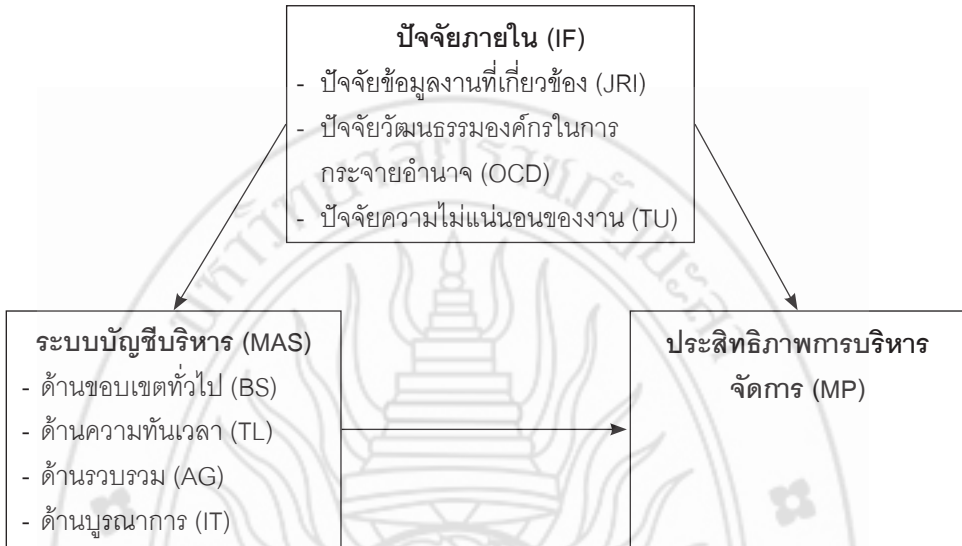 ปัจจัยภายใน (IF)
- ปัจจัยข้อมูลงานที่เกี่ยวข้อง (JRI)
- ปัจจัยวัฒนธรรมองค์กรในการ
กระจายอำนาจ (OCD)
- ปัจจัยความไม่แน่นอนของงาน (TU)
ระบบบัญชีบริหาร (MAS)
- ด้านขอบเขตทั่วไป (BS)
- ด้านความทันเวลา (TL)
- ด้านรวบรวม (AG)
- ด้านบูรณาการ (IT)
ประสิทธิภาพการบริหาร
จัดการ (MP)